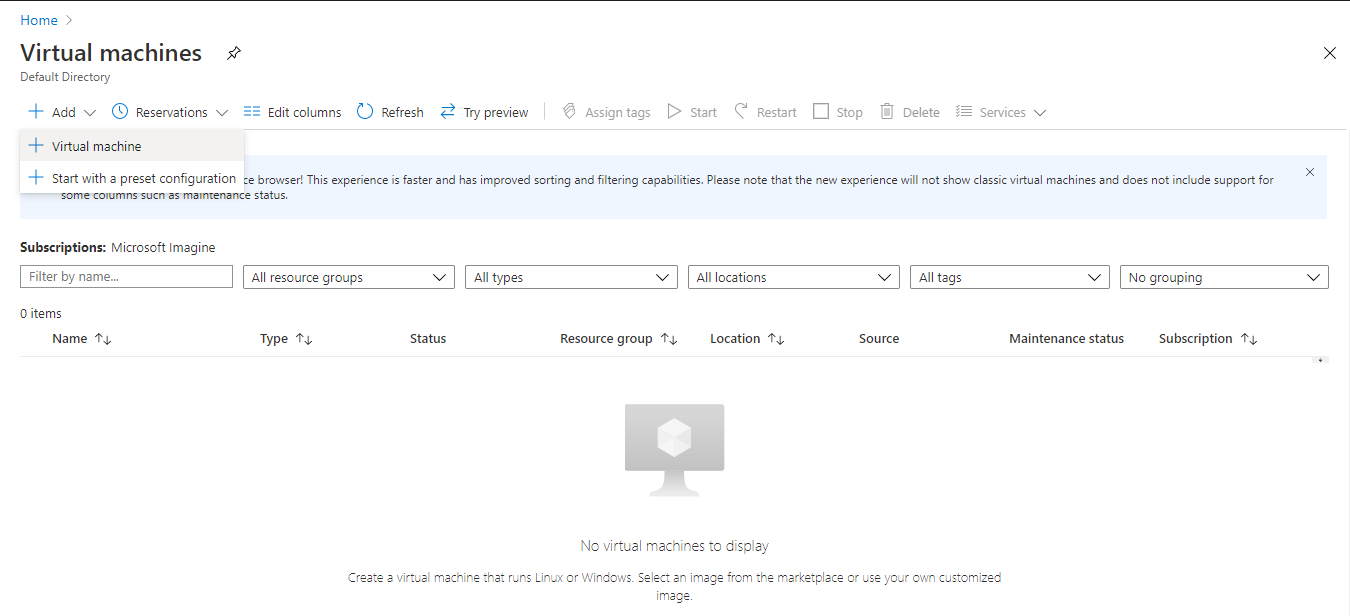 Home
Virtual machines
Default Directory
Add Reservations Edit columns Refresh Try preview Assign tags Start Restart Stop Delete Services
Virtual machine
Start with a preset configuration
ce browser! This experience is faster and has improved sorting and filtering capabilities. Please note that the new experience will not show classic virtual machines and does not include support for
some columns such as maintenance status.
Subscriptions: Microsoft Imagine
Filter by name... All resource groups All types All locations All tags No grouping
0 items
Name Type Status Resource group Location Source Maintenance status Subscription
No virtual machines to display
Create a virtual machine that runs Linux or Windows. Select an image from the marketplace or use your own customized
image.